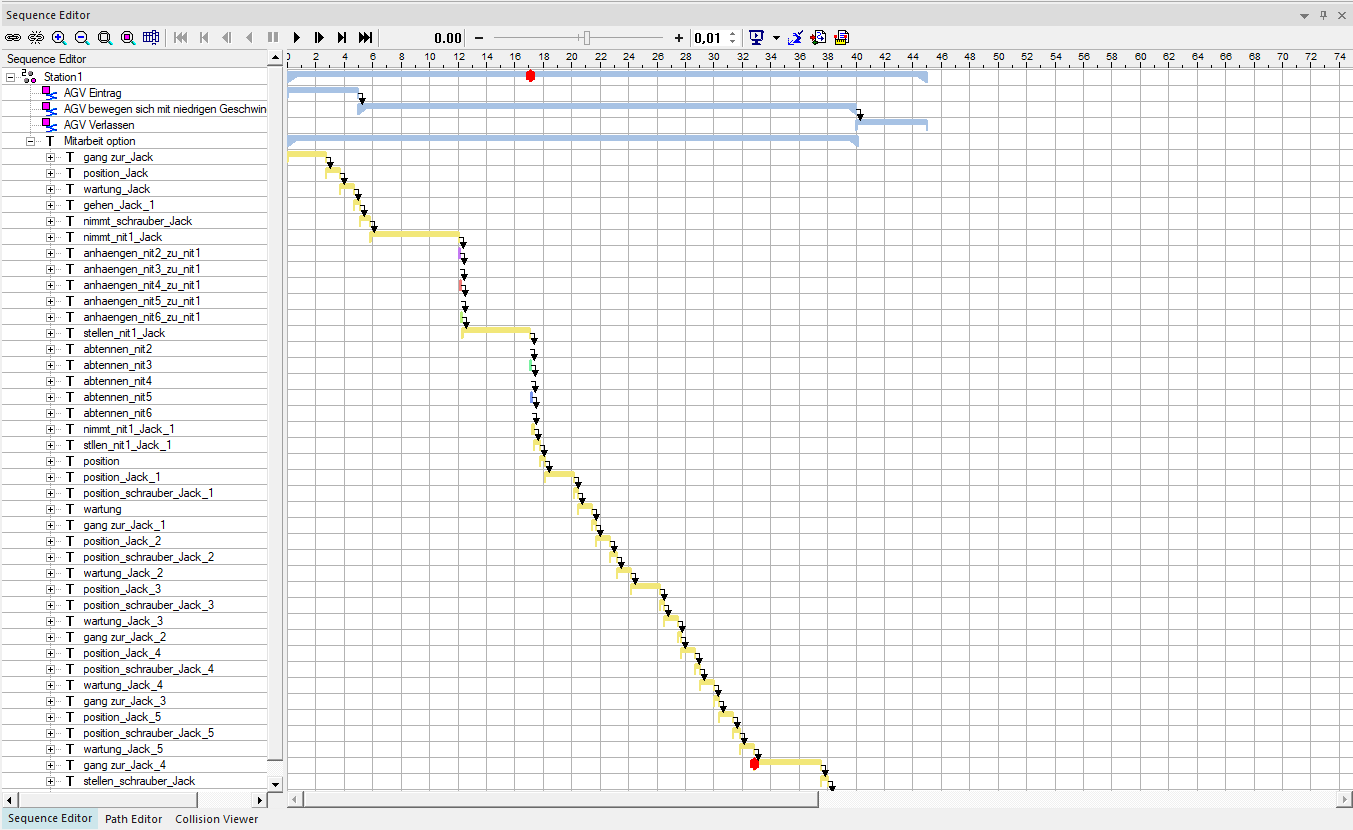 Sequence Editor
0.00
0,01
Sequence Editor
0 2 4 6 8 10 12 14 16 18 20 22 24 26 28 30 32 34 36 38 40 42 44 46 48 50 52 54 56 58 60 62 64 66 68 70 72 74
Station1
AGV Eintrag
AGV bewegen sich mit niedrigen Geschwin
AGV Verlassen
T Mitarbeit option
T gang zur_Jack
T position_Jack
T wartung_Jack
T gehen_Jack_1
T nimmt_schrauber_Jack
T nimmt_nit1_Jack
T anhaengen_nit2_zu_nit1
T anhaengen_nit3_zu_nit1
T anhaengen_nit4_zu_nit1
T anhaengen_nit5_zu_nit1
T anhaengen_nit6_zu_nit1
T stellen_nit1_Jack
T abtennen_nit2
T abtennen_nit3
T abtennen_nit4
T abtennen_nit5
T abtennen_nit6
T nimmt_nit1_Jack_1
T stllen_nit1_Jack_1
T position
T position_Jack_1
T position_schrauber_Jack_1
T wartung
T gang zur_Jack_1
T position_Jack_2
T position_schrauber_Jack_2
T wartung_Jack_2
T position_Jack_3
T position_schrauber_Jack_3
T wartung_Jack_3
T gang zur_Jack_2
T position_Jack_4
T position_schrauber_Jack_4
T wartung_Jack_4
T gang zur_Jack_3
T position_Jack_5
T position_schrauber_Jack_5
T wartung_Jack_5
T gang zur_Jack_4
T stellen_schrauber_Jack
Sequence Editor Path Editor Collision Viewer